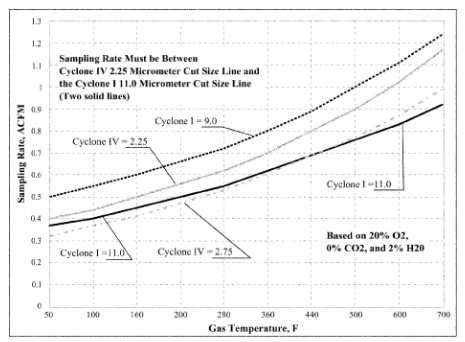 1.3
1.2
1.1
1
0.9
0.8
0.7
0.6
0.5
0.4
0.3
0.2
0.1
0
Sampling Rate, ACFM
Sampling Rate Must be Between
Cyclone IV 2.25 Micrometer Cut Size Line and
the Cyclone I 11.0 Micrometer Cut Size Line
(Two solid lines)
Cyclone I = 9.0
Cyclone IV = 2.25
Cyclone I =11.0
Cyclone I =11.0
Cyclone IV = 2.75
Based on 20% O2,
0% CO2, and 2% H20
50 100 160 200 280 360 440 500 600 700
Gas Temperature, F